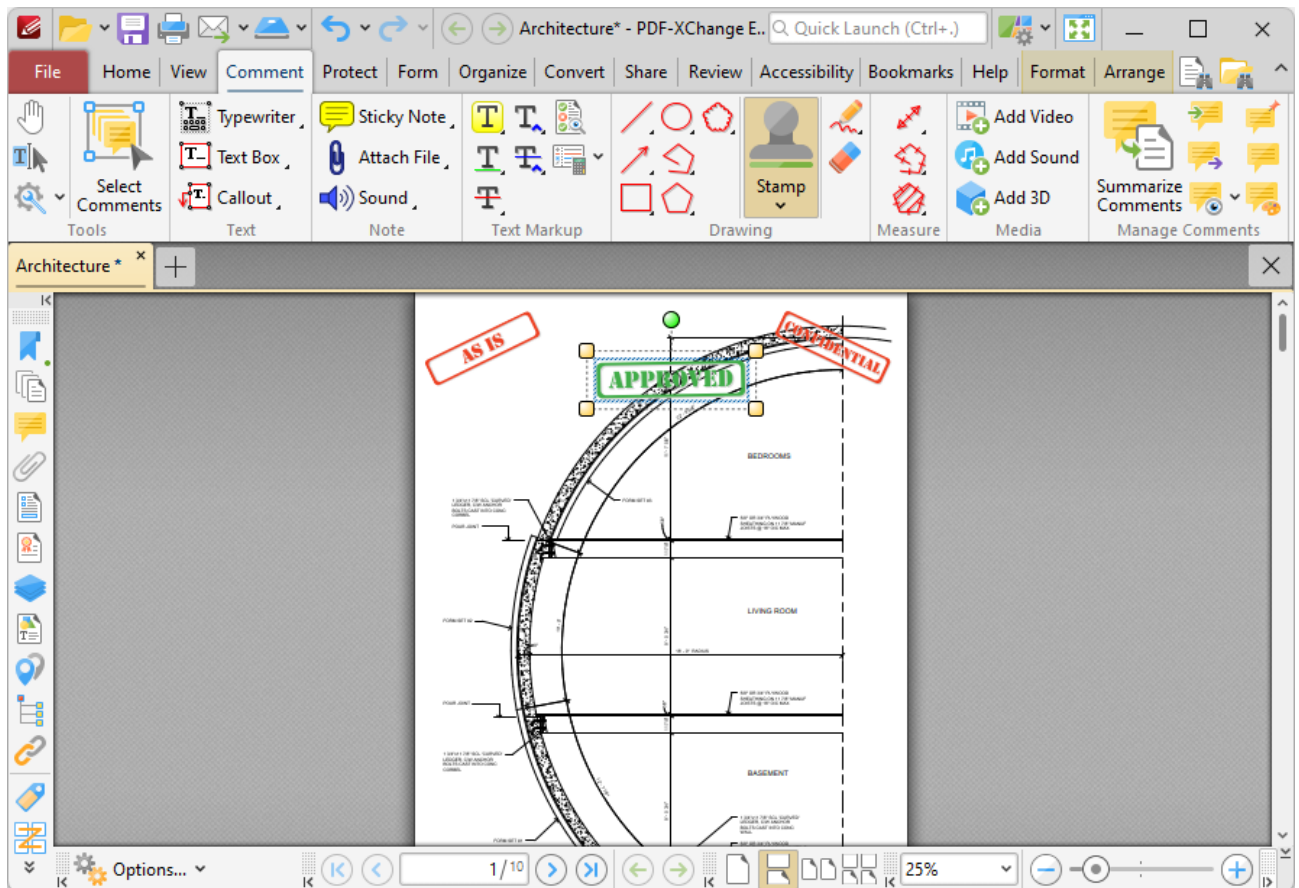 Architecture* - PDF-XChange E..
Quick Launch (Ctrl+.)
File Home View Comment Protect Form Organize Convert Share Review Accessibility Bookmarks Help Format Arrange
Typewriter
Sticky Note
Add Video
Text Box
Attach File
Add Sound
Select Comments
Callout
Sound
Stamp
Add 3D
Summarize Comments
Tools Text Note Text Markup Drawing Measure Media Manage Comments
Architecture *
AS IS
CONFIDENTIAL
APPROVED
BEDROOMS
LIVING ROOM
BASEMENT
Options...
1/10
25%